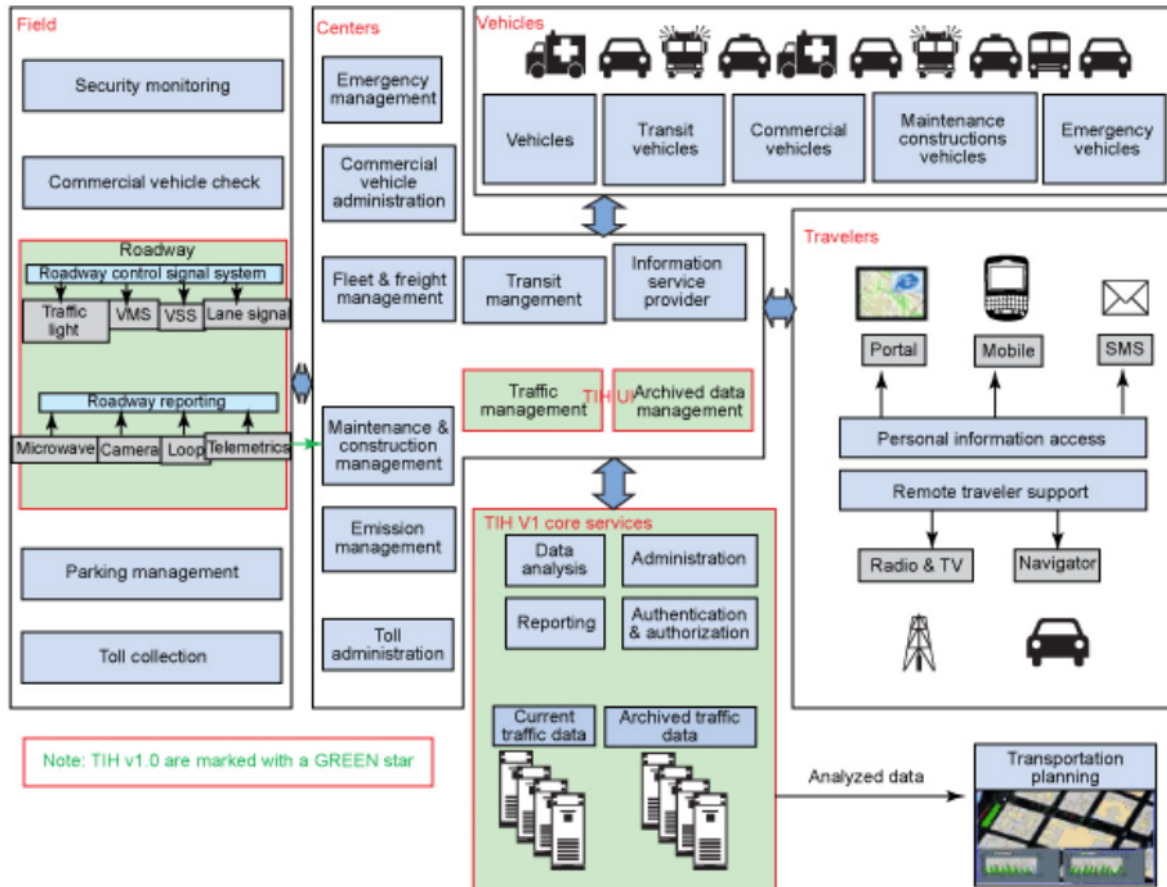 Field
Security monitoring
Commercial vehicle check
Roadway
Roadway control signal system
Traffic
light
VMS
VSS
Lane signal
Roadway reporting
Microwave
Camera
Loop
Telemetrics
Parking management
Toll collection
Centers
Emergency
management
Commercial
vehicle
administration
Fleet & freight
management
Transit
mangement
Information
service
provider
Traffic
management
TIH UI
Archived data
management
Maintenance &
construction
management
Emission
management
Toll
administration
Vehicles
Vehicles
Transit
vehicles
Commercial
vehicles
Maintenance
constructions
vehicles
Emergency
vehicles
Travelers
Portal
Mobile
SMS
Personal information access
Remote traveler support
Radio & TV
Navigator
TIH V1 core services
Data
analysis
Administration
Reporting
Authentication
& authorization
Current
traffic data
Archived traffic
data
Note: TIH v1.0 are marked with a GREEN star
Analyzed data
Transportation
planning